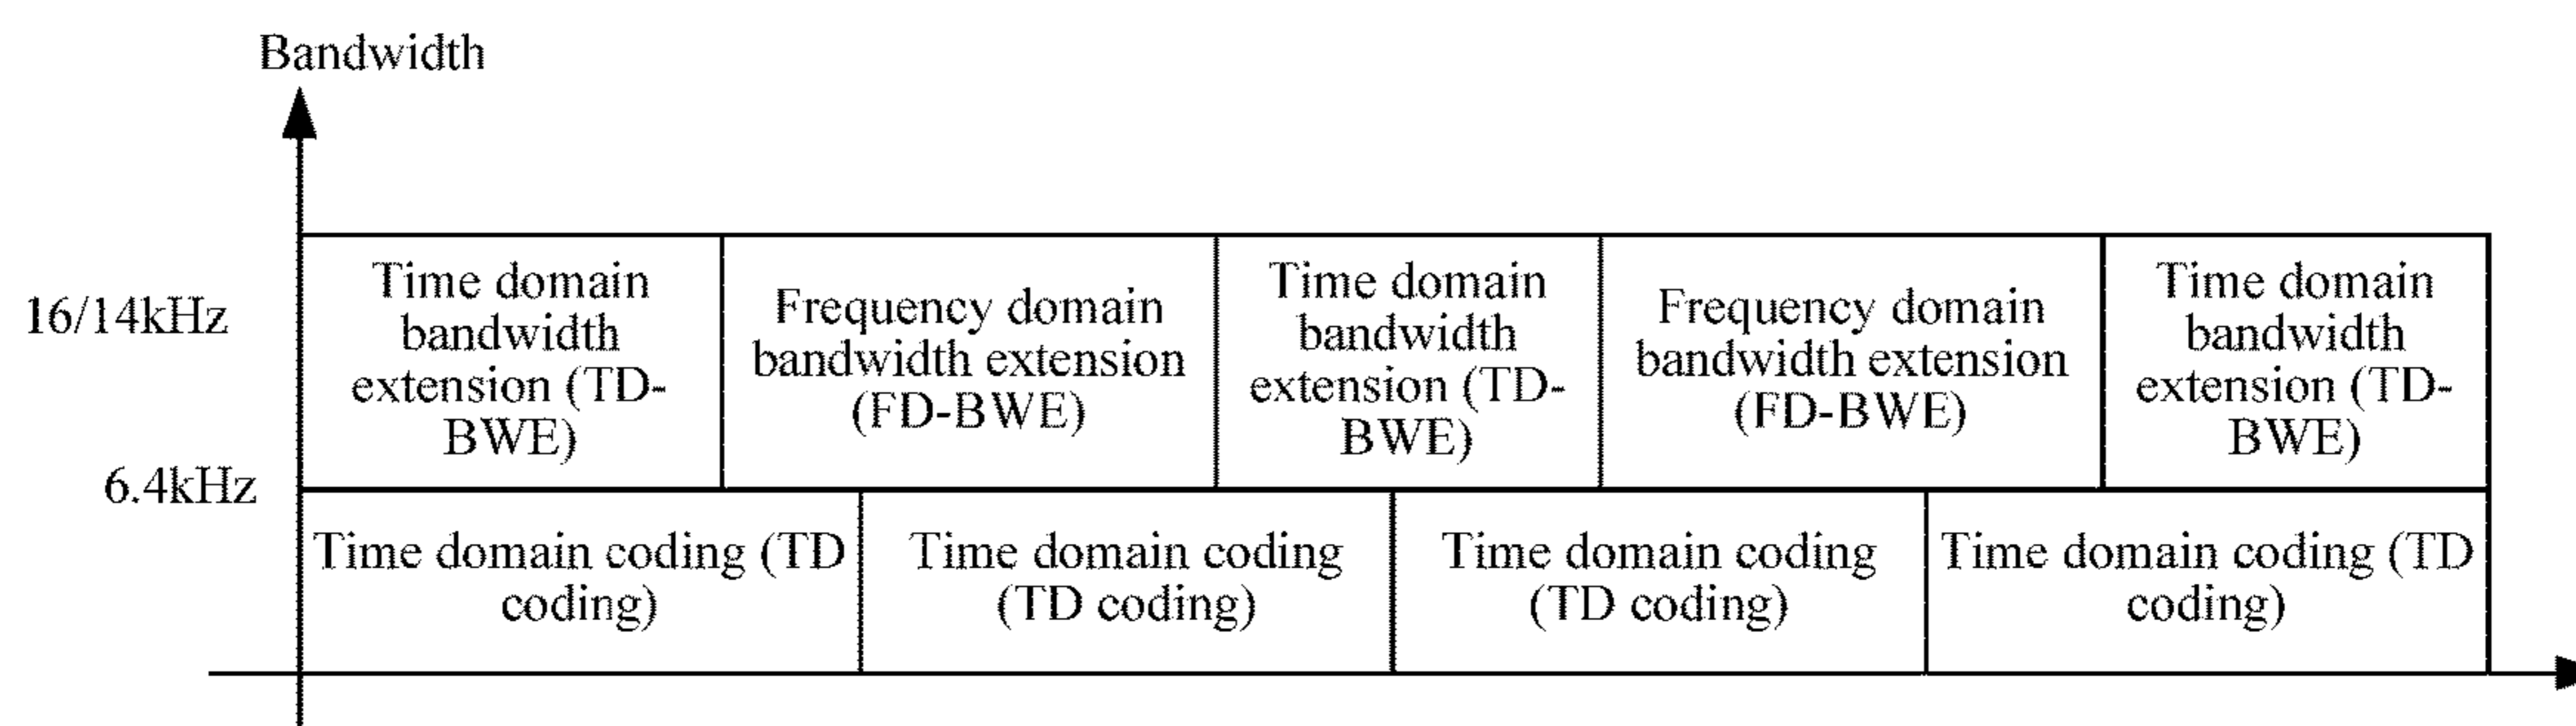 Bandwidth
16/14kHz
Time domain
bandwidth
extension (TD-
BWE)
Frequency domain
bandwidth extension
(FD-BWE)
Time domain
bandwidth
extension (TD-
BWE)
Frequency domain
bandwidth extension
(FD-BWE)
Time domain
bandwidth
extension (TD-
BWE)
6.4kHz
Time domain coding (TD
coding)
Time domain coding
(TD coding)
Time domain coding
(TD coding)
Time domain coding (TD
coding)